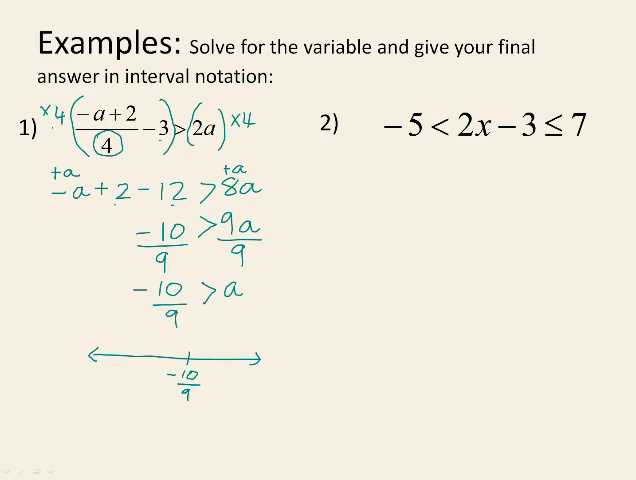 Examples: Solve for the variable and give your final
answer in interval notation:
1) ×4 ( (-a + 2)/4 - 3 ) > ( 2a ) ×4
+a +a
-a + 2 - 12 > 8a
-10/9 > 9a/9
-10/9 > a
-10/9
2) -5 < 2x - 3 ≤ 7